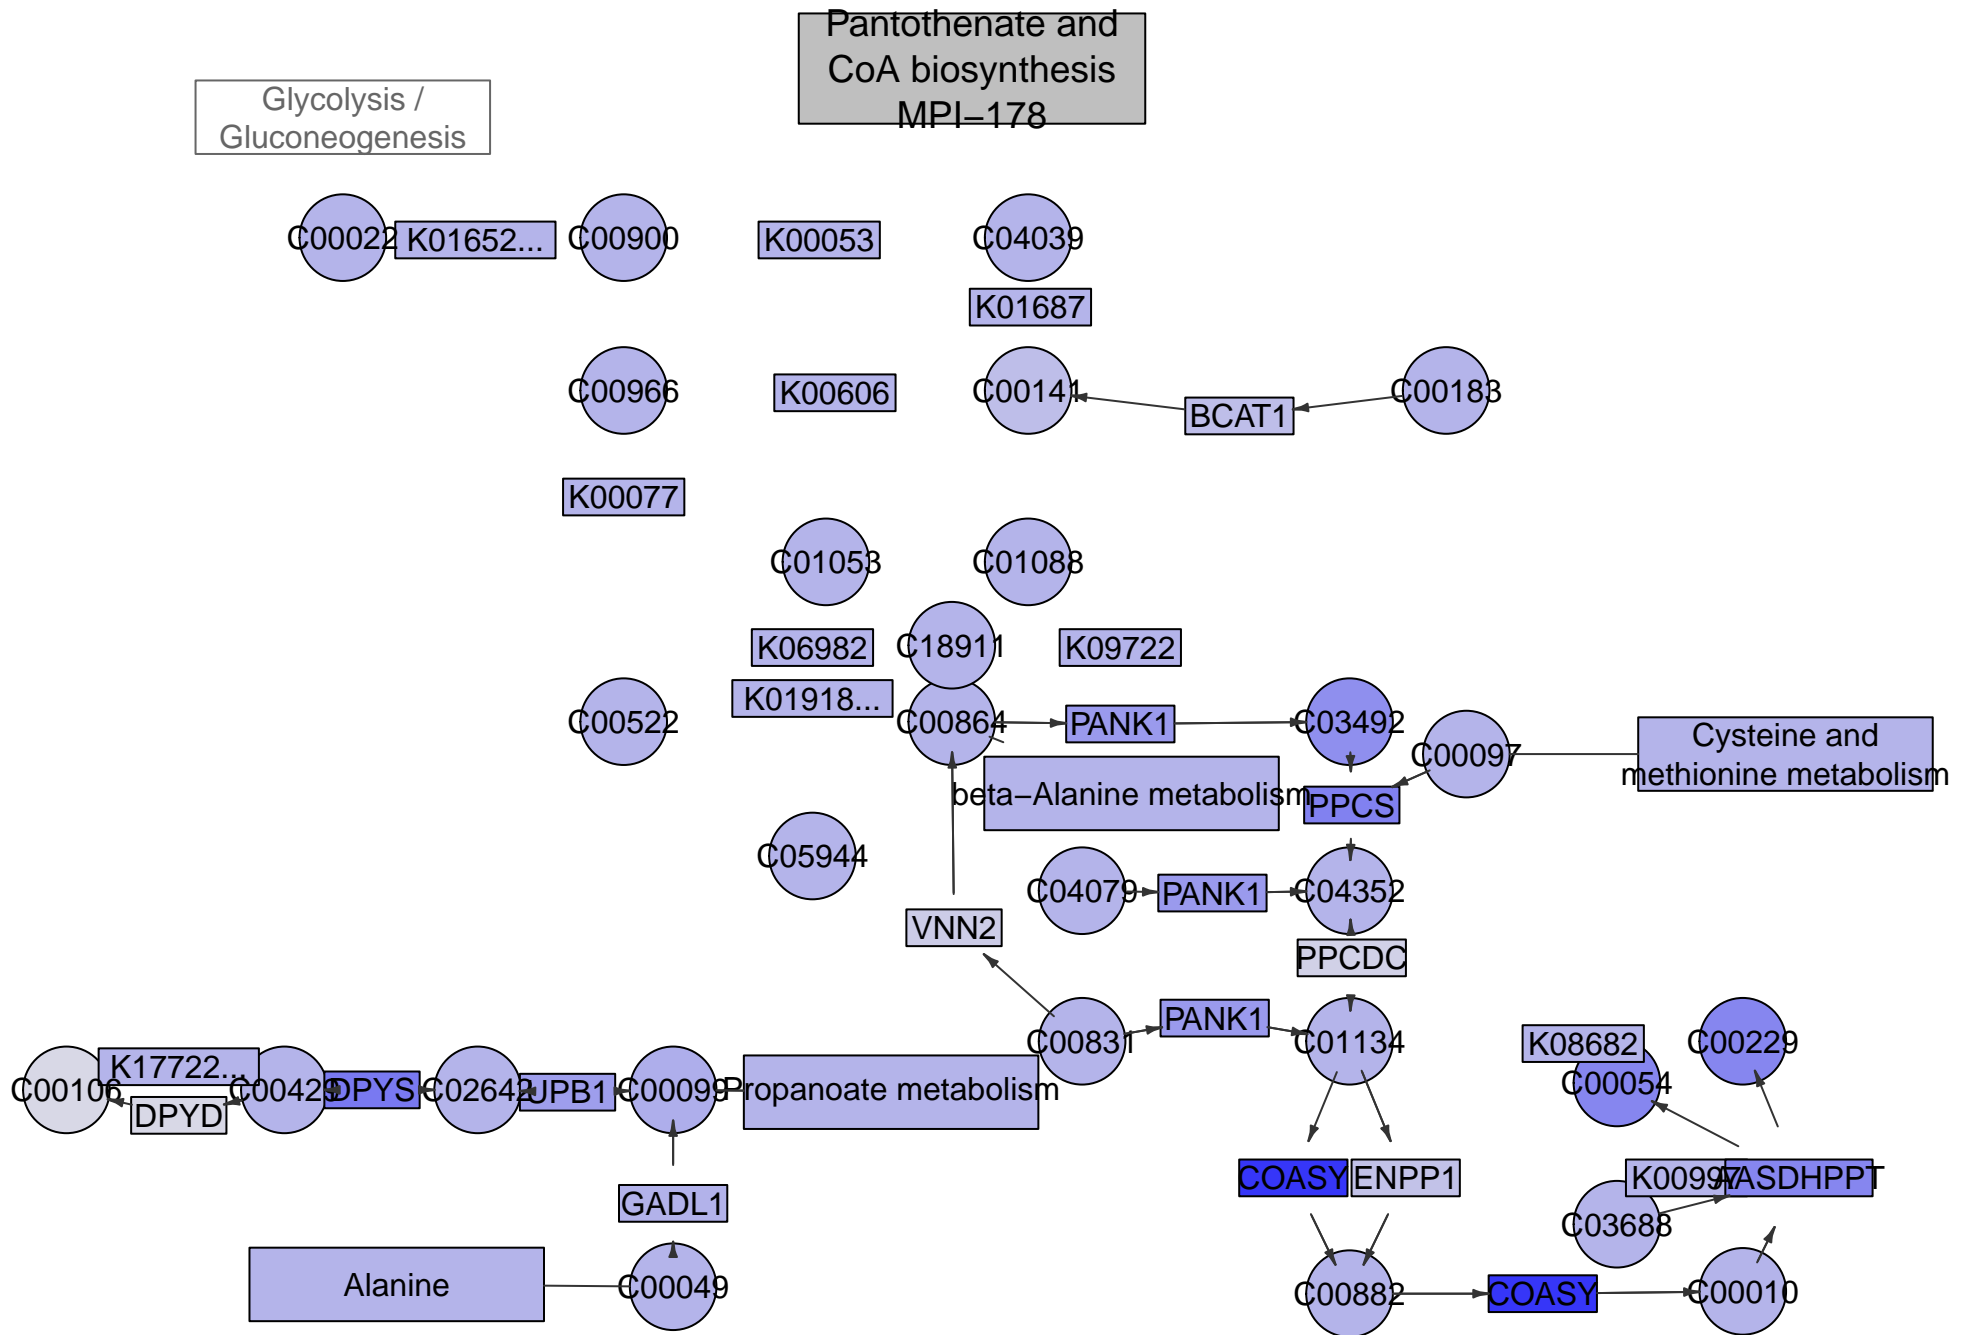 Pantothenate and
CoA biosynthesis
MPI−178
Glycolysis /
Gluconeogenesis
C00022
K01652...
C00900
K00053
C04039
K01687
C00966
K00606
C00141
BCAT1
C00183
K00077
C01053
C01088
K06982
C18911
K09722
K01918...
C00522
C00864
PANK1
C03492
C00097
Cysteine and
methionine metabolism
beta−Alanine metabolism
PPCS
C05944
C04079
PANK1
C04352
VNN2
PPCDC
C00831
PANK1
C01134
K08682
C00229
C00054
C00106
K17722...
DPYD
C00429
DPYS
C02642
UPB1
C00099
Propanoate metabolism
COASY
ENPP1
K00997
AASDHPPT
GADL1
C03688
Alanine
C00049
C00882
COASY
C00010